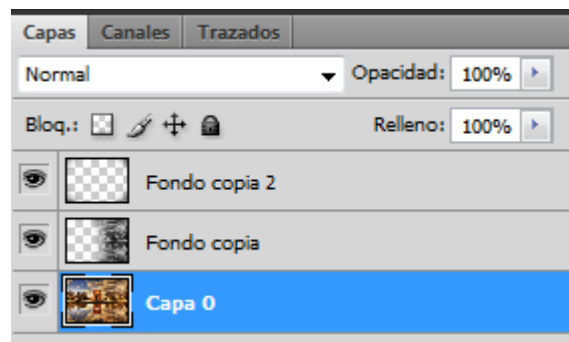 Capas Canales Trazados
Normal Opacidad: 100%
Bloq.: Relleno: 100%
Fondo copia 2
Fondo copia
Capa 0